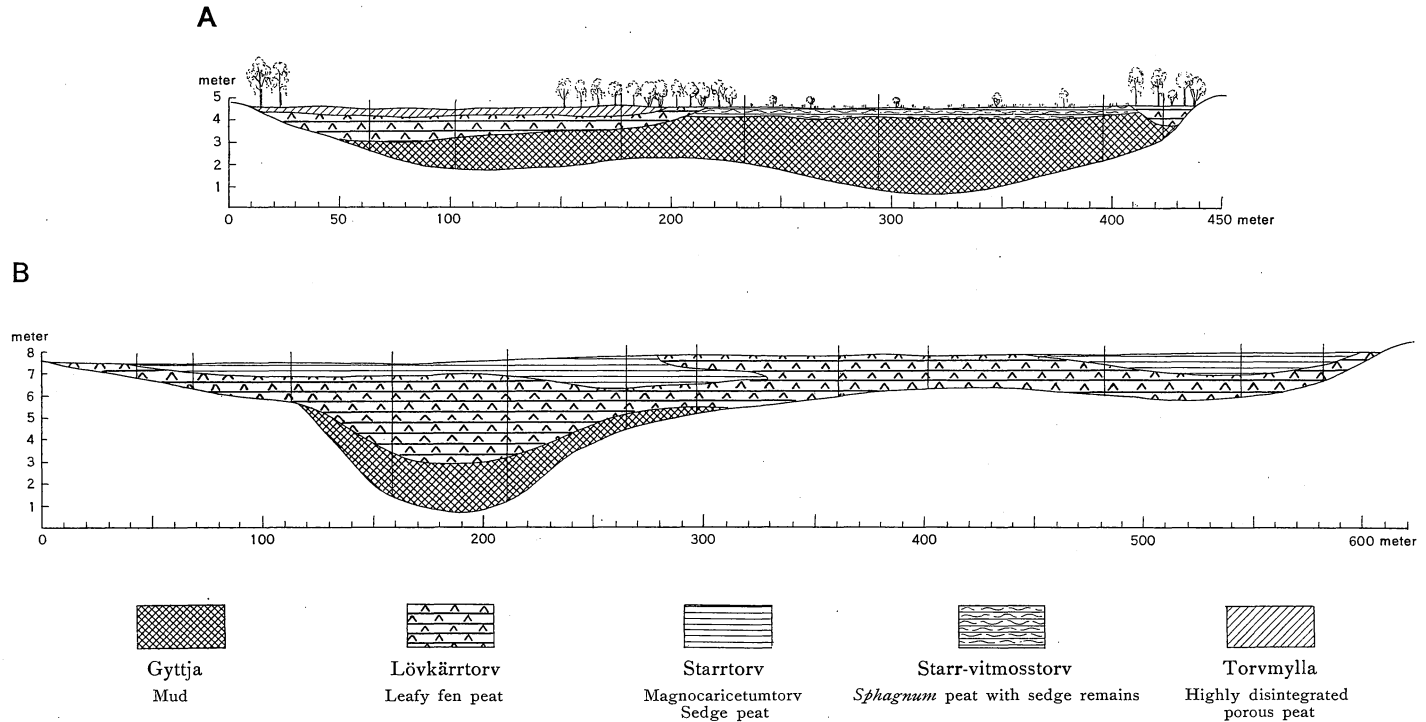 A
meter
5
4
3
2
1
0 50 100 200 300 400 450 meter
B
meter
8
7
6
5
4
3
2
1
0 100 200 300 400 500 600 meter
Gyttja Lövkärrtorv Starrtorv Starr-vitmosstorv Torvmylla
Mud Leafy fen peat Magnocaricetumtorv Sphagnum peat with sedge remains Highly disintegrated
Sedge peat porous peat